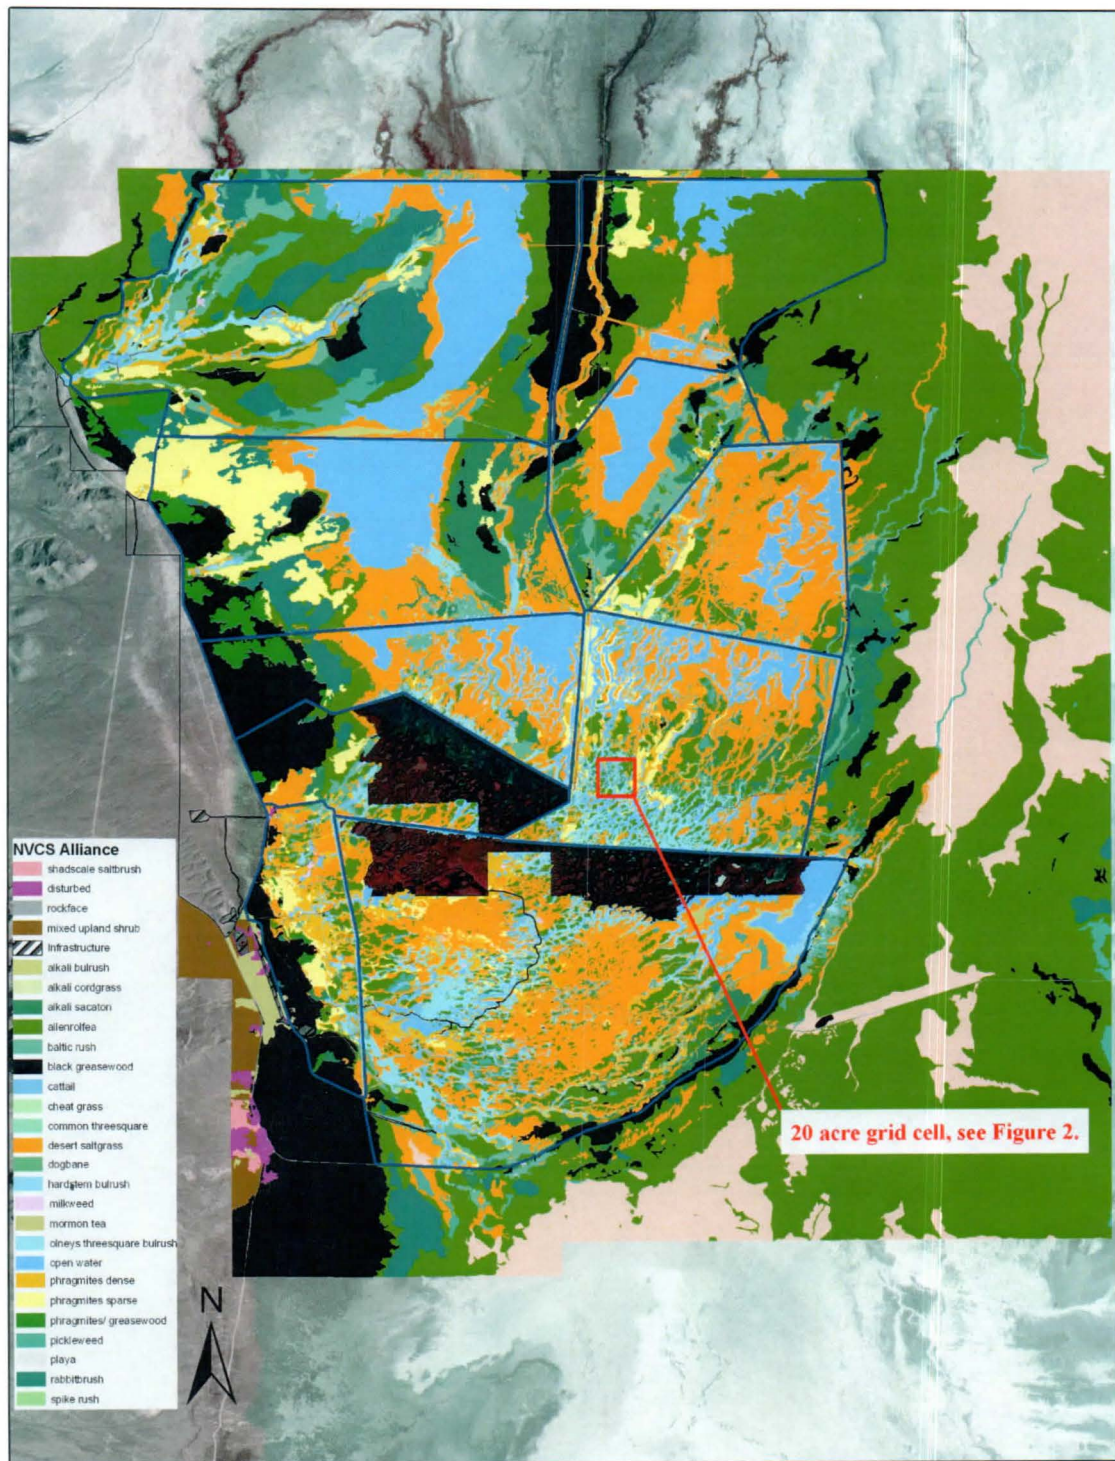 NVCS Alliance
shadscale saltbrush
disturbed
rockface
mixed upland shrub
Infrastructure
alkali bulrush
alkali cordgrass
alkali sacaton
allenrolfea
baltic rush
black greasewood
cattail
cheat grass
common threesquare
desert saltgrass
dogbane
hardstem bulrush
milkweed
mormon tea
olneys threesquare bulrush
open water
phragmites dense
phragmites sparse
phragmites/ greasewood
pickleweed
playa
rabbitbrush
spike rush
N
20 acre grid cell, see Figure 2.